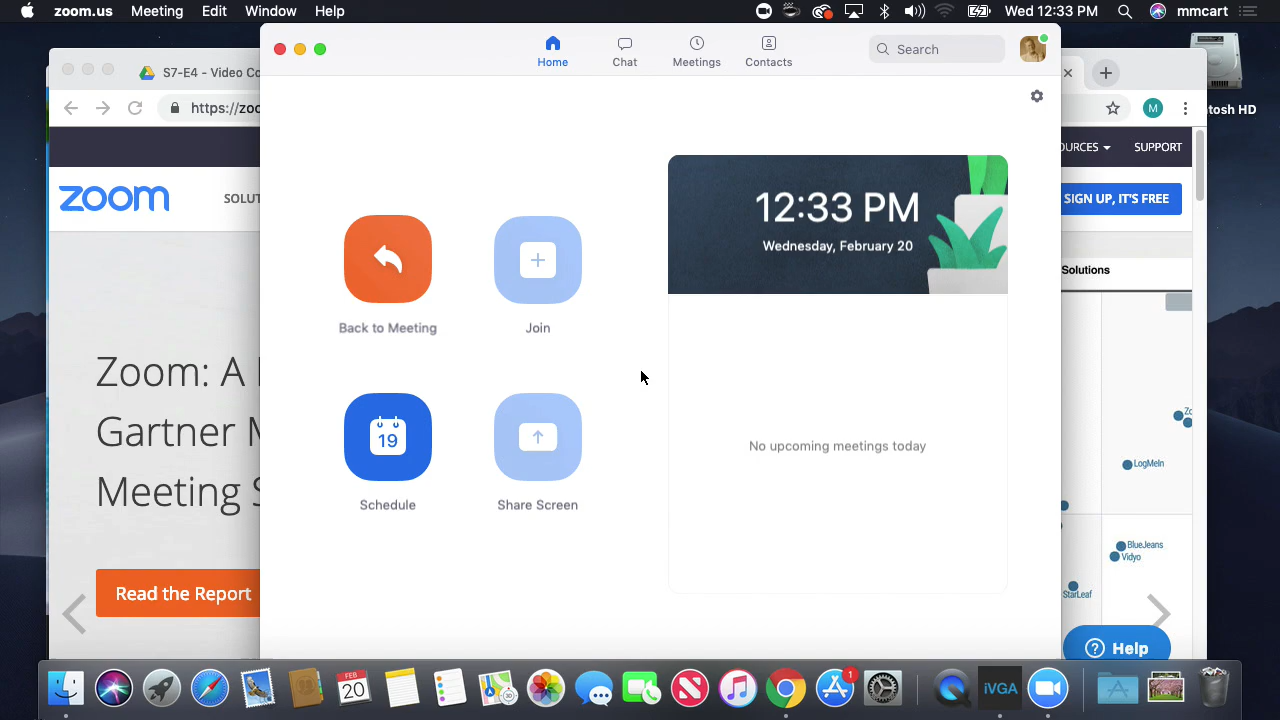 zoom.us Meeting Edit Window Help
Wed 12:33 PM mmcart
S7-E4 - Video Co
Home
Chat
Meetings
Contacts
Search
https://zoo
M
tosh HD
OURCES SUPPORT
zoom
SOLU
SIGN UP, IT'S FREE
12:33 PM
Wednesday, February 20
Solutions
Back to Meeting
Join
Zoom: A
Gartner M
Meeting S
19
No upcoming meetings today
LogMeIn
Schedule
Share Screen
BlueJeans
Vidyo
StarLeaf
Read the Report
Help
FEB
20
iVGA
1